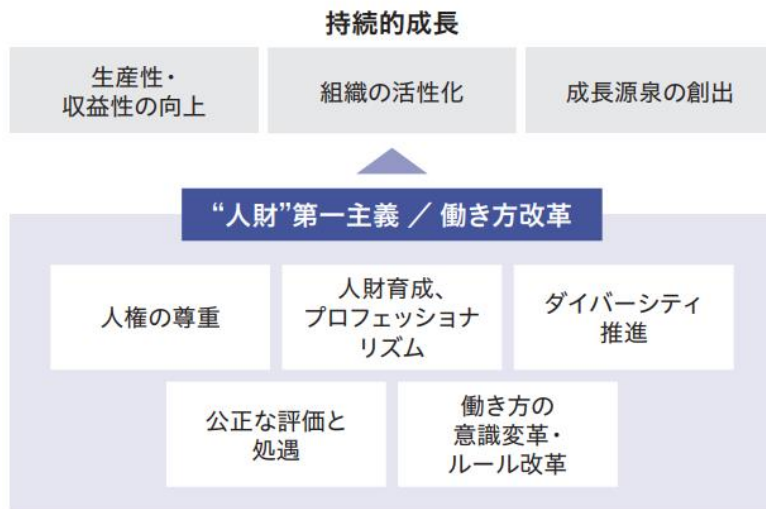 持続的成長
生産性・
収益性の向上
組織の活性化
成長源泉の創出
“人財”第一主義 ／ 働き方改革
人権の尊重
人財育成、
プロフェッショナ
リズム
ダイバーシティ
推進
公正な評価と
処遇
働き方の
意識変革・
ルール改革